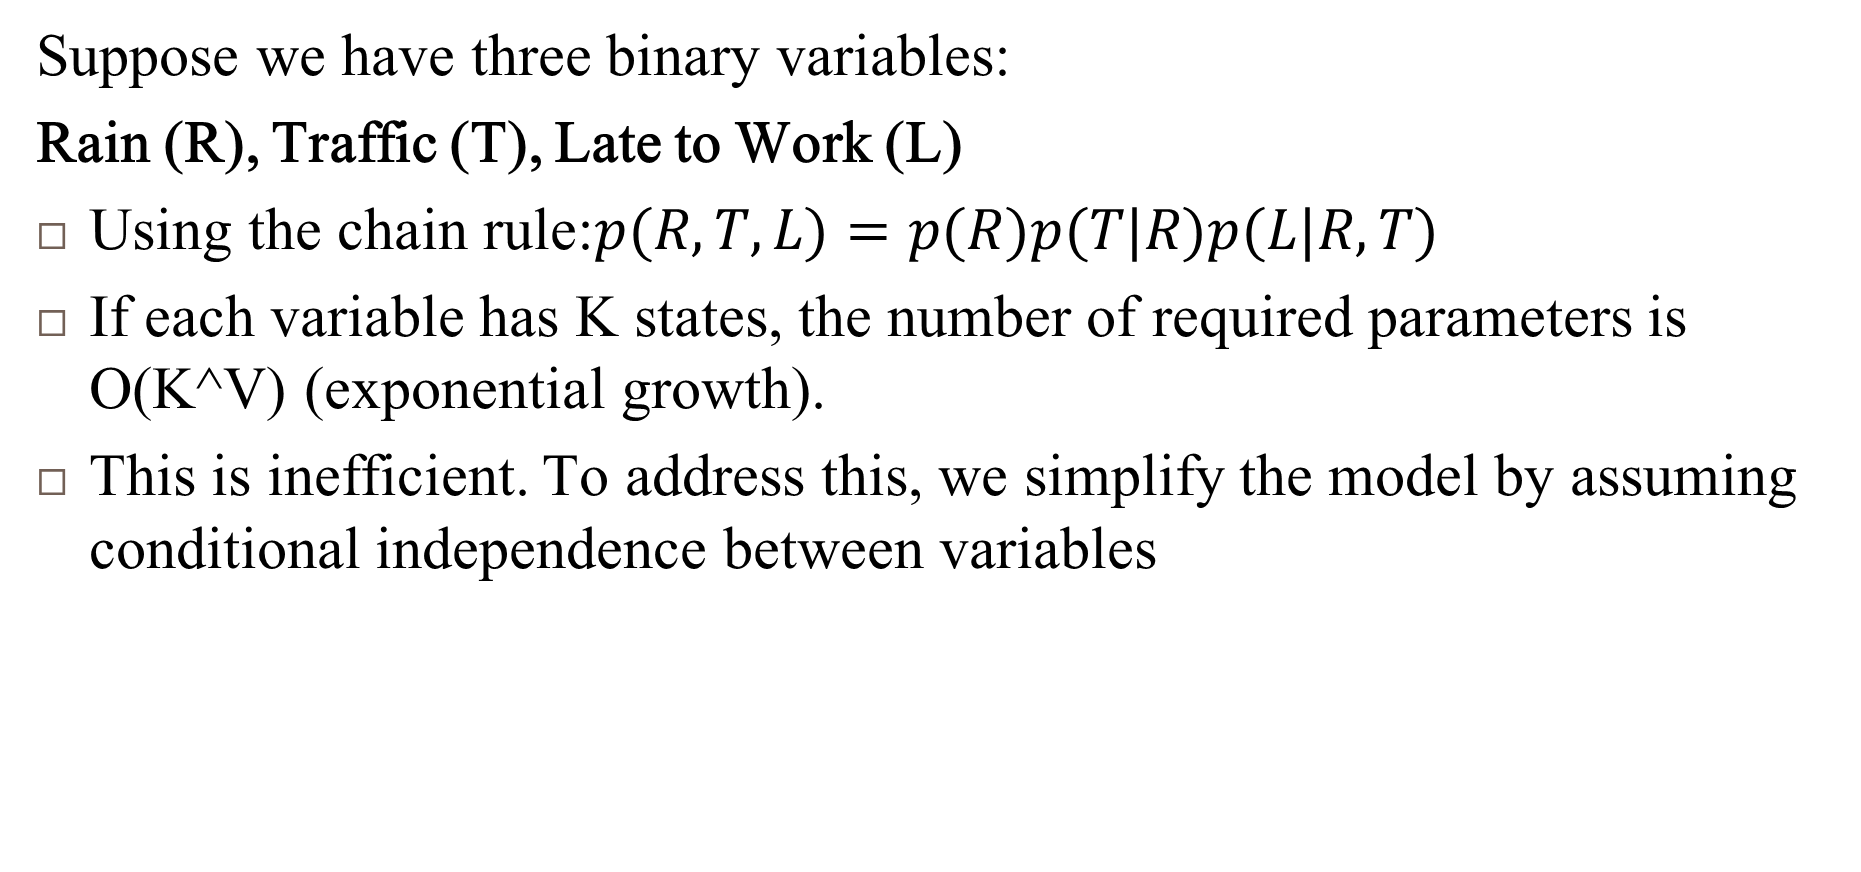 Suppose we have three binary variables:
Rain (R), Traffic (T), Late to Work (L)
□ Using the chain rule:p(R, T, L) = p(R)p(T|R)p(L|R, T)
□ If each variable has K states, the number of required parameters is
O(K^V) (exponential growth).
□ This is inefficient. To address this, we simplify the model by assuming
conditional independence between variables